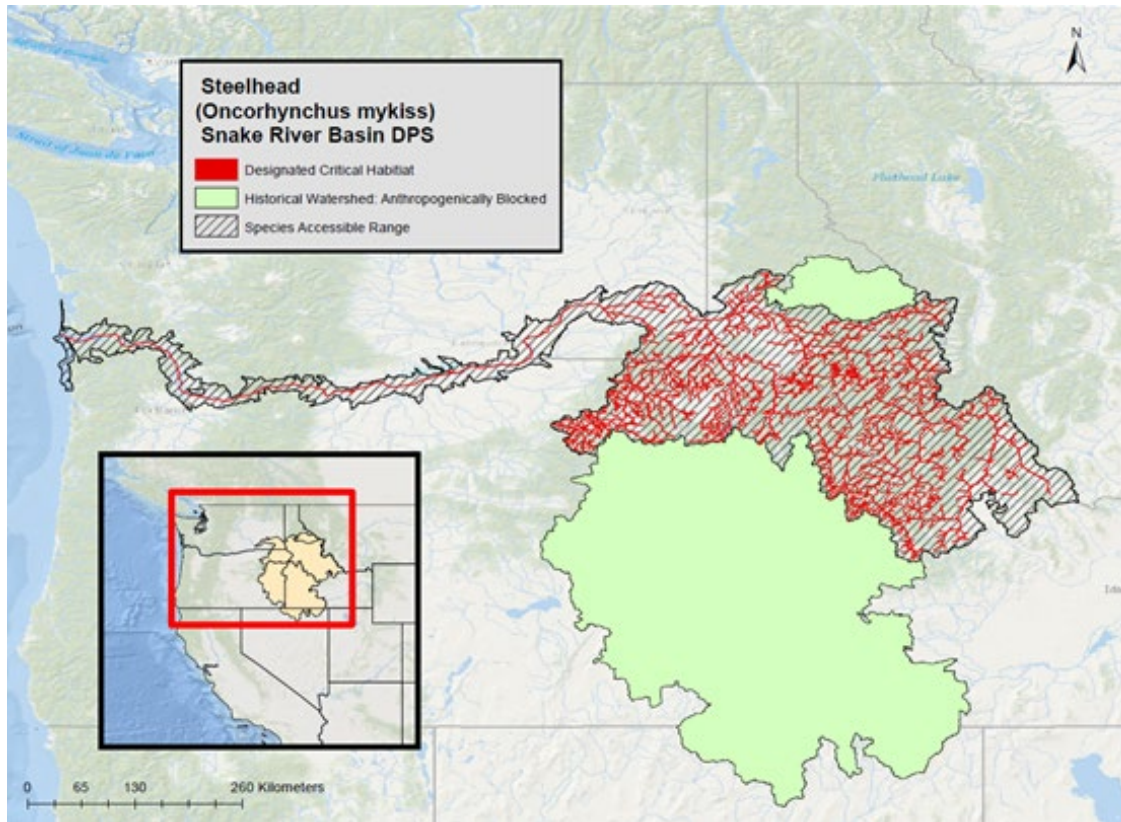 N
Steelhead
(Oncorhynchus mykiss)
Snake River Basin DPS
Designated Critical Habitiat
Historical Watershed: Anthropogenically Blocked
Species Accessible Range
Strait of Juan de Fuca
Flathead Lake
0 65 130 260 Kilometers